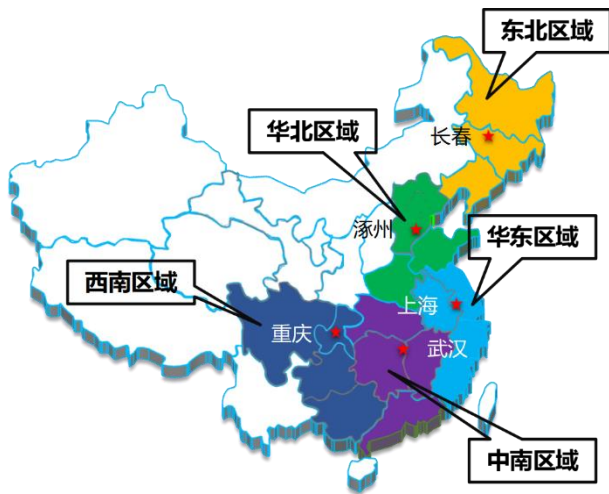 东北区域
长春
华北区域
涿州
华东区域
西南区域
上海
重庆
武汉
中南区域